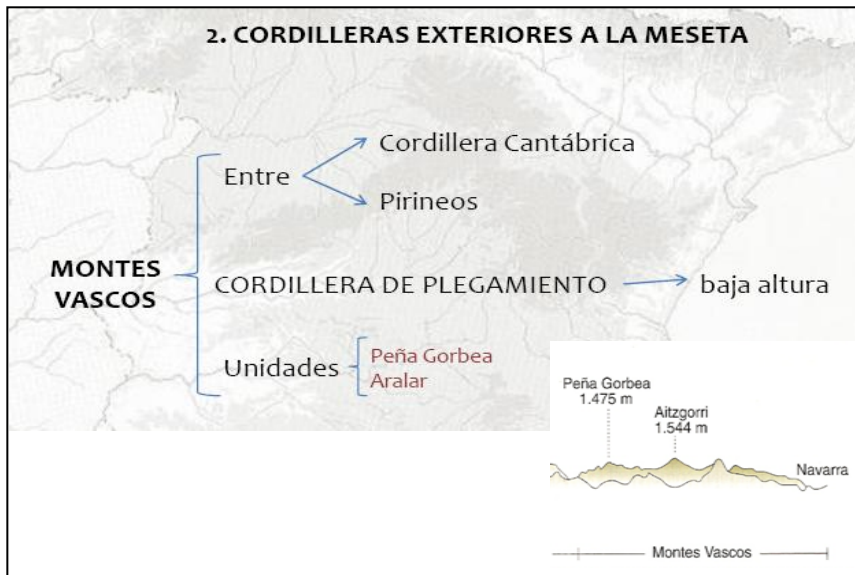 2. CORDILLERAS EXTERIORES A LA MESETA
Entre
Cordillera Cantábrica
Pirineos
MONTES
VASCOS
CORDILLERA DE PLEGAMIENTO
baja altura
Unidades
Peña Gorbea
Aralar
Peña Gorbea
1.475 m
Aitzgorri
1.544 m
Navarra
Montes Vascos